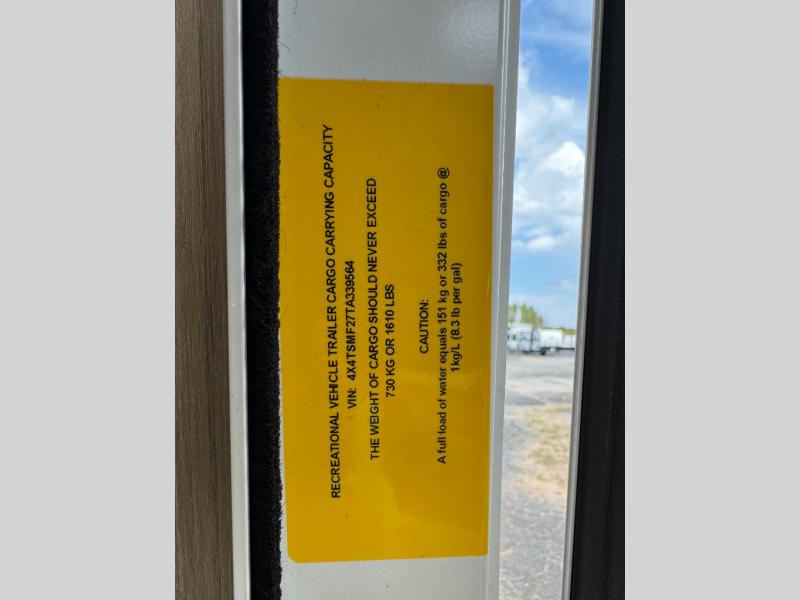 RECREATIONAL VEHICLE TRAILER CARGO CARRYING CAPACITY
VIN: 4X4TSMF27TA339564
THE WEIGHT OF CARGO SHOULD NEVER EXCEED
730 KG OR 1610 LBS
CAUTION:
A full load of water equals 151 kg or 332 lbs of cargo @
1kg/L (8.3 lb per gal)